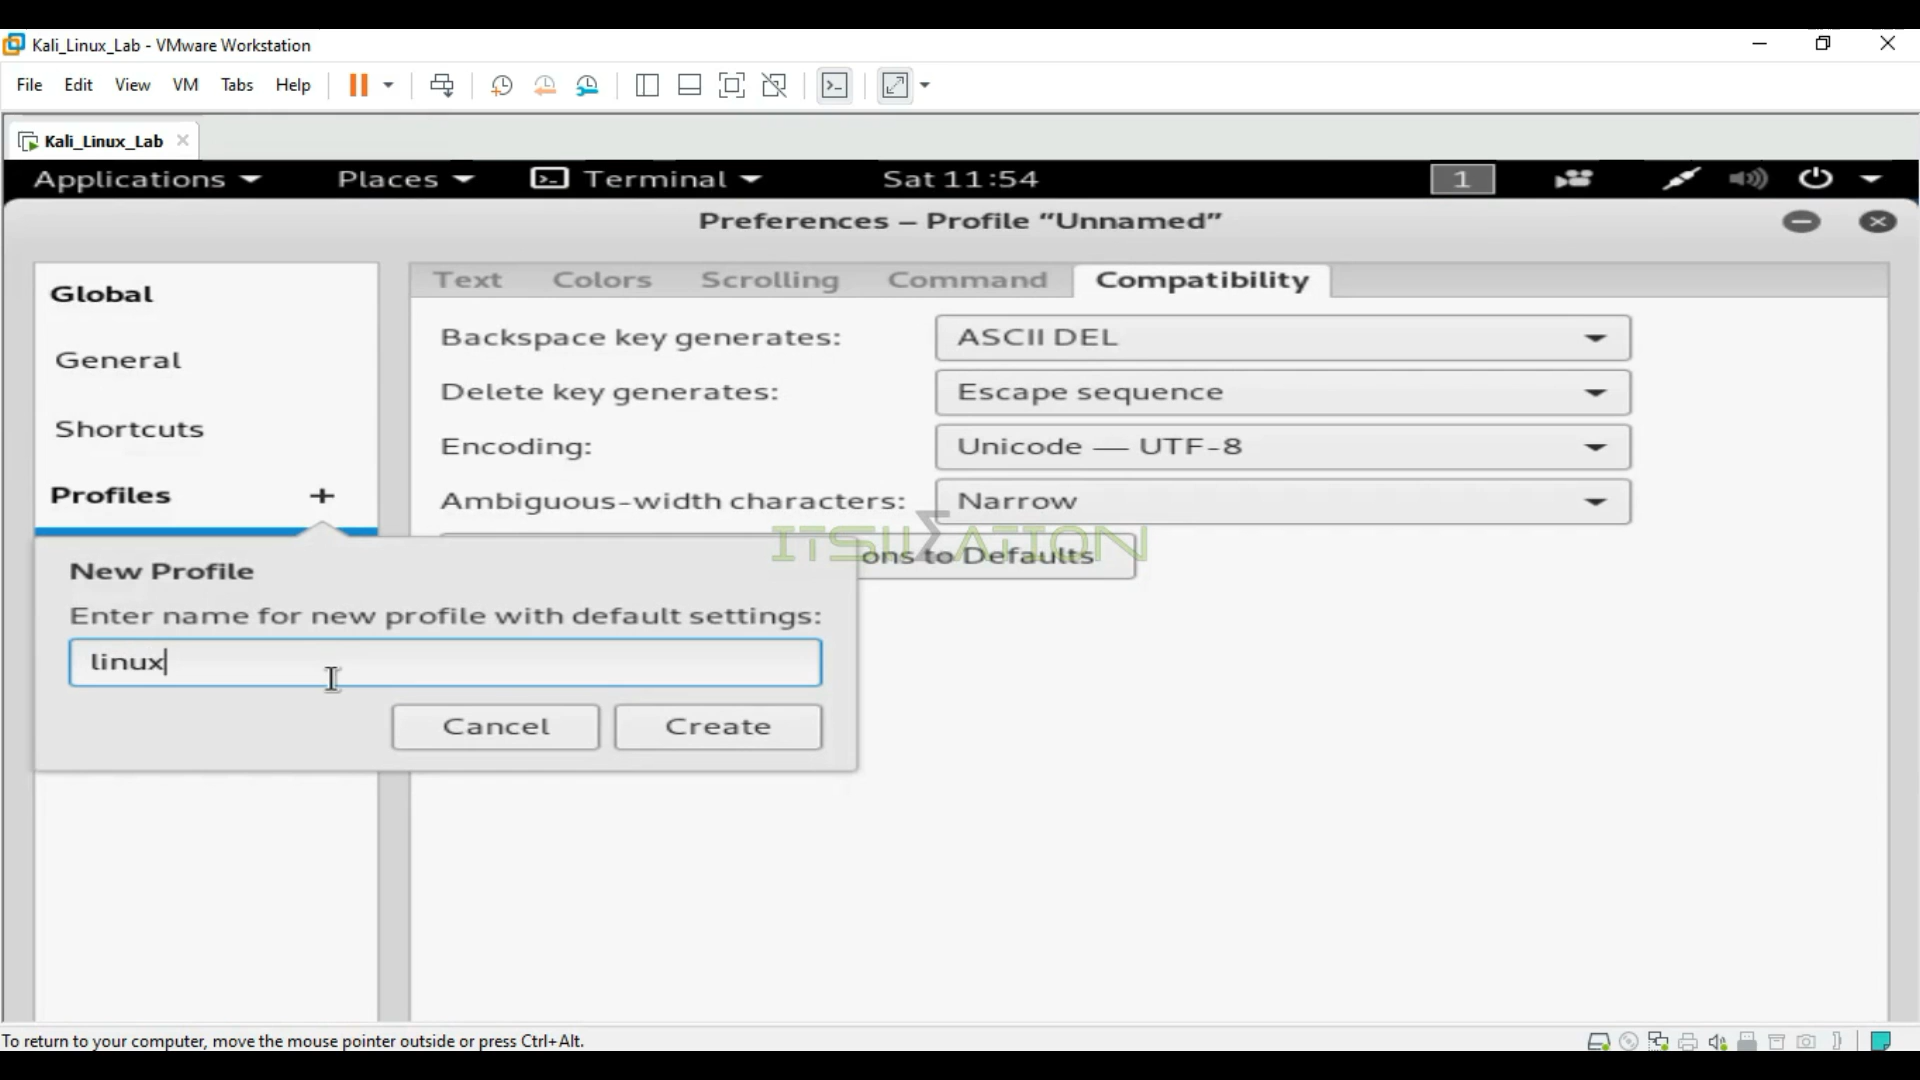 Kali_Linux_Lab - VMware Workstation
File Edit View VM Tabs Help
Kali_Linux_Lab
Applications Places Terminal Sat 11:54 1
Preferences – Profile “Unnamed”
Global
General
Shortcuts
Profiles +
Text Colors Scrolling Command Compatibility
Backspace key generates: ASCII DEL
Delete key generates: Escape sequence
Encoding: Unicode — UTF-8
Ambiguous-width characters: Narrow
to Defaults
New Profile
Enter name for new profile with default settings:
linux
Cancel Create
To return to your computer, move the mouse pointer outside or press Ctrl+Alt.